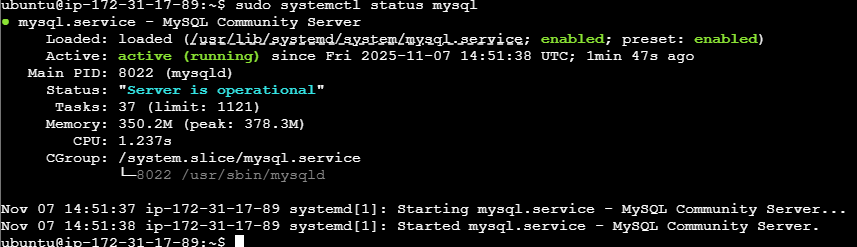 ubuntu@ip-172-31-17-89:~$ sudo systemctl status mysql
● mysql.service - MySQL Community Server
     Loaded: loaded (/usr/lib/systemd/system/mysql.service; enabled; preset: enabled)
     Active: active (running) since Fri 2025-11-07 14:51:38 UTC; 1min 47s ago
   Main PID: 8022 (mysqld)
     Status: "Server is operational"
      Tasks: 37 (limit: 1121)
     Memory: 350.2M (peak: 378.3M)
        CPU: 1.237s
     CGroup: /system.slice/mysql.service
             └─8022 /usr/sbin/mysqld
Nov 07 14:51:37 ip-172-31-17-89 systemd[1]: Starting mysql.service - MySQL Community Server...
Nov 07 14:51:38 ip-172-31-17-89 systemd[1]: Started mysql.service - MySQL Community Server.
ubuntu@ip-172-31-17-89:~$